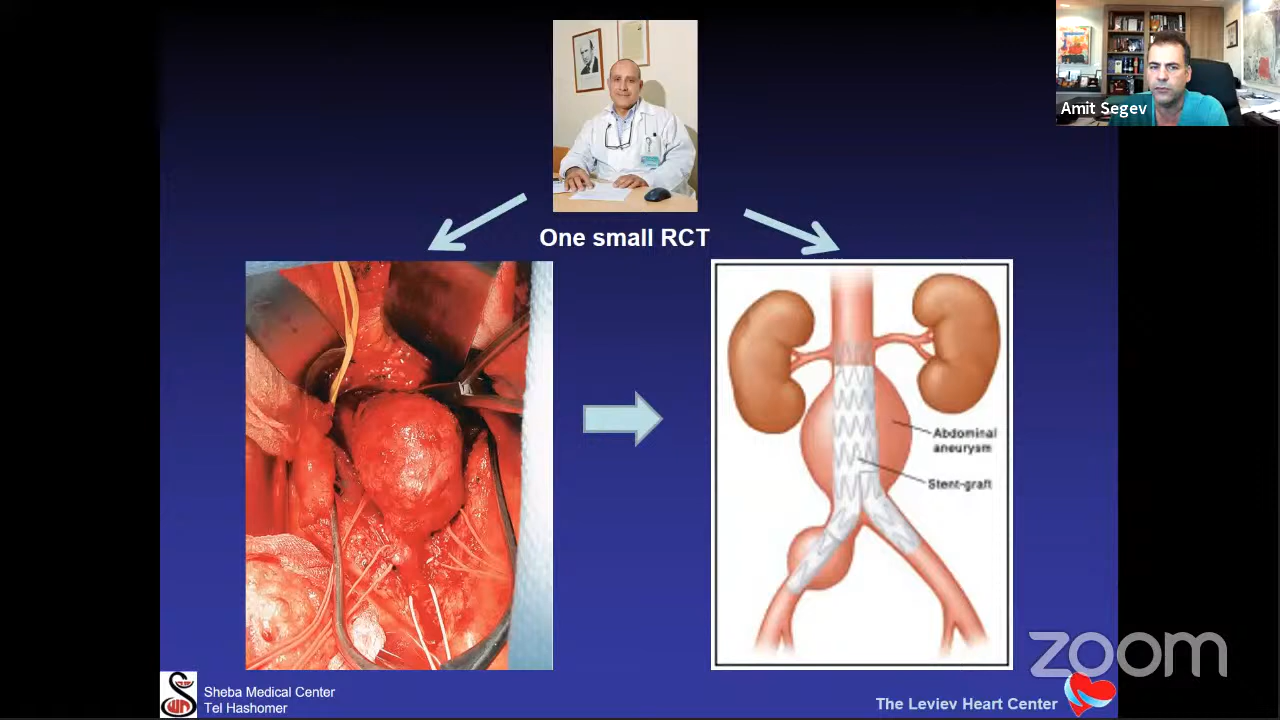 Amit Segev
One small RCT
Abdominal
aneurysm
Stent-graft
zoom
Sheba Medical Center
Tel Hashomer
The Leviev Heart Center